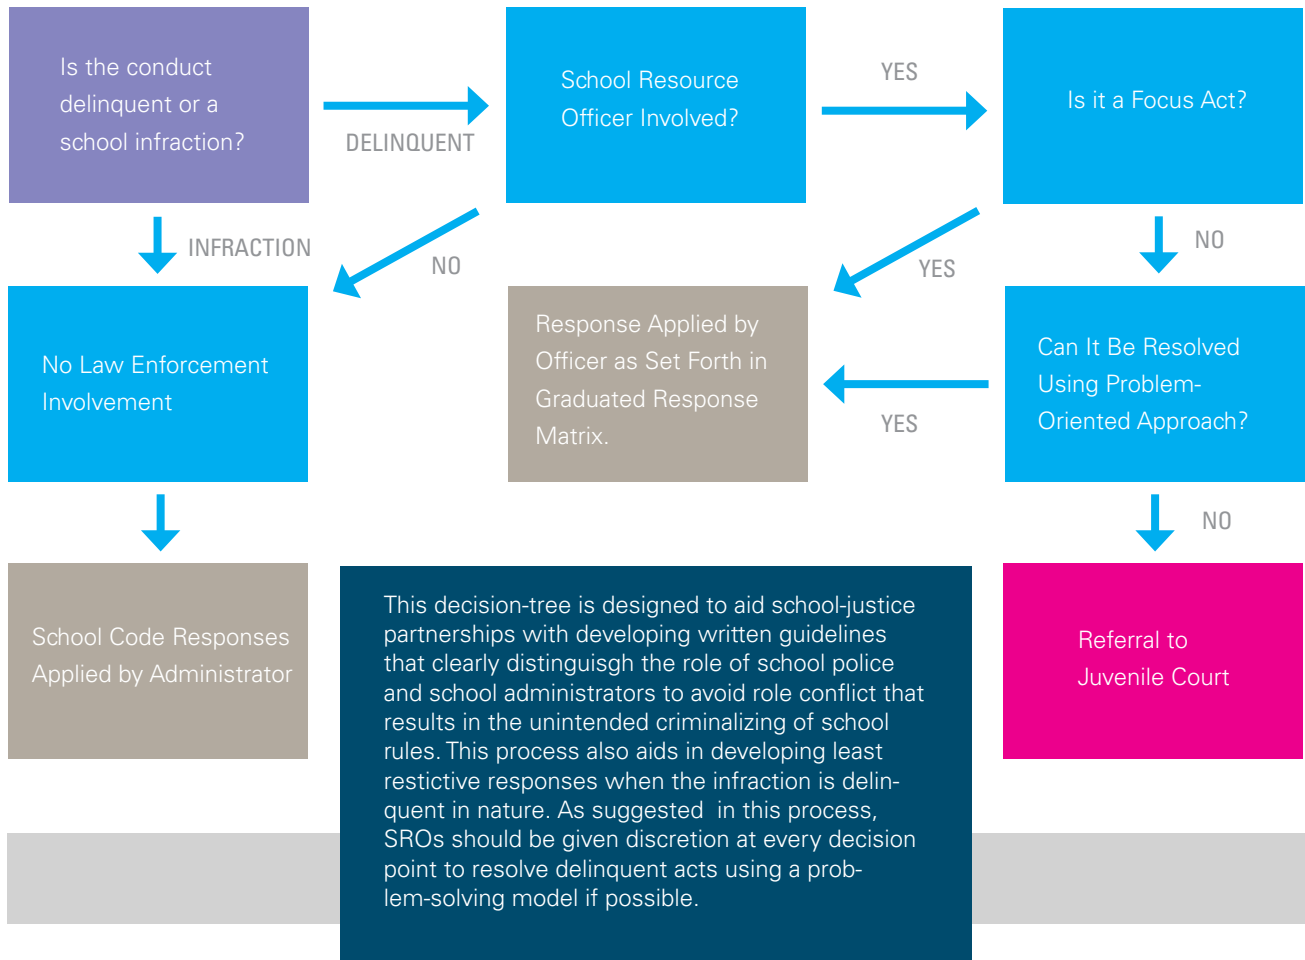 Is the conduct
delinquent or a
school infraction?
DELINQUENT
School Resource
Officer Involved?
YES
Is it a Focus Act?
INFRACTION
NO
YES
NO
No Law Enforcement
Involvement
Response Applied by
Officer as Set Forth in
Graduated Response
Matrix.
YES
Can It Be Resolved
Using Problem-
Oriented Approach?
NO
School Code Responses
Applied by Administrator
This decision-tree is designed to aid school-justice
partnerships with developing written guidelines
that clearly distinguisgh the role of school police
and school administrators to avoid role conflict that
results in the unintended criminalizing of school
rules. This process also aids in developing least
restictive responses when the infraction is delin-
quent in nature. As suggested  in this process,
SROs should be given discretion at every decision
point to resolve delinquent acts using a prob-
lem-solving model if possible.
Referral to
Juvenile Court